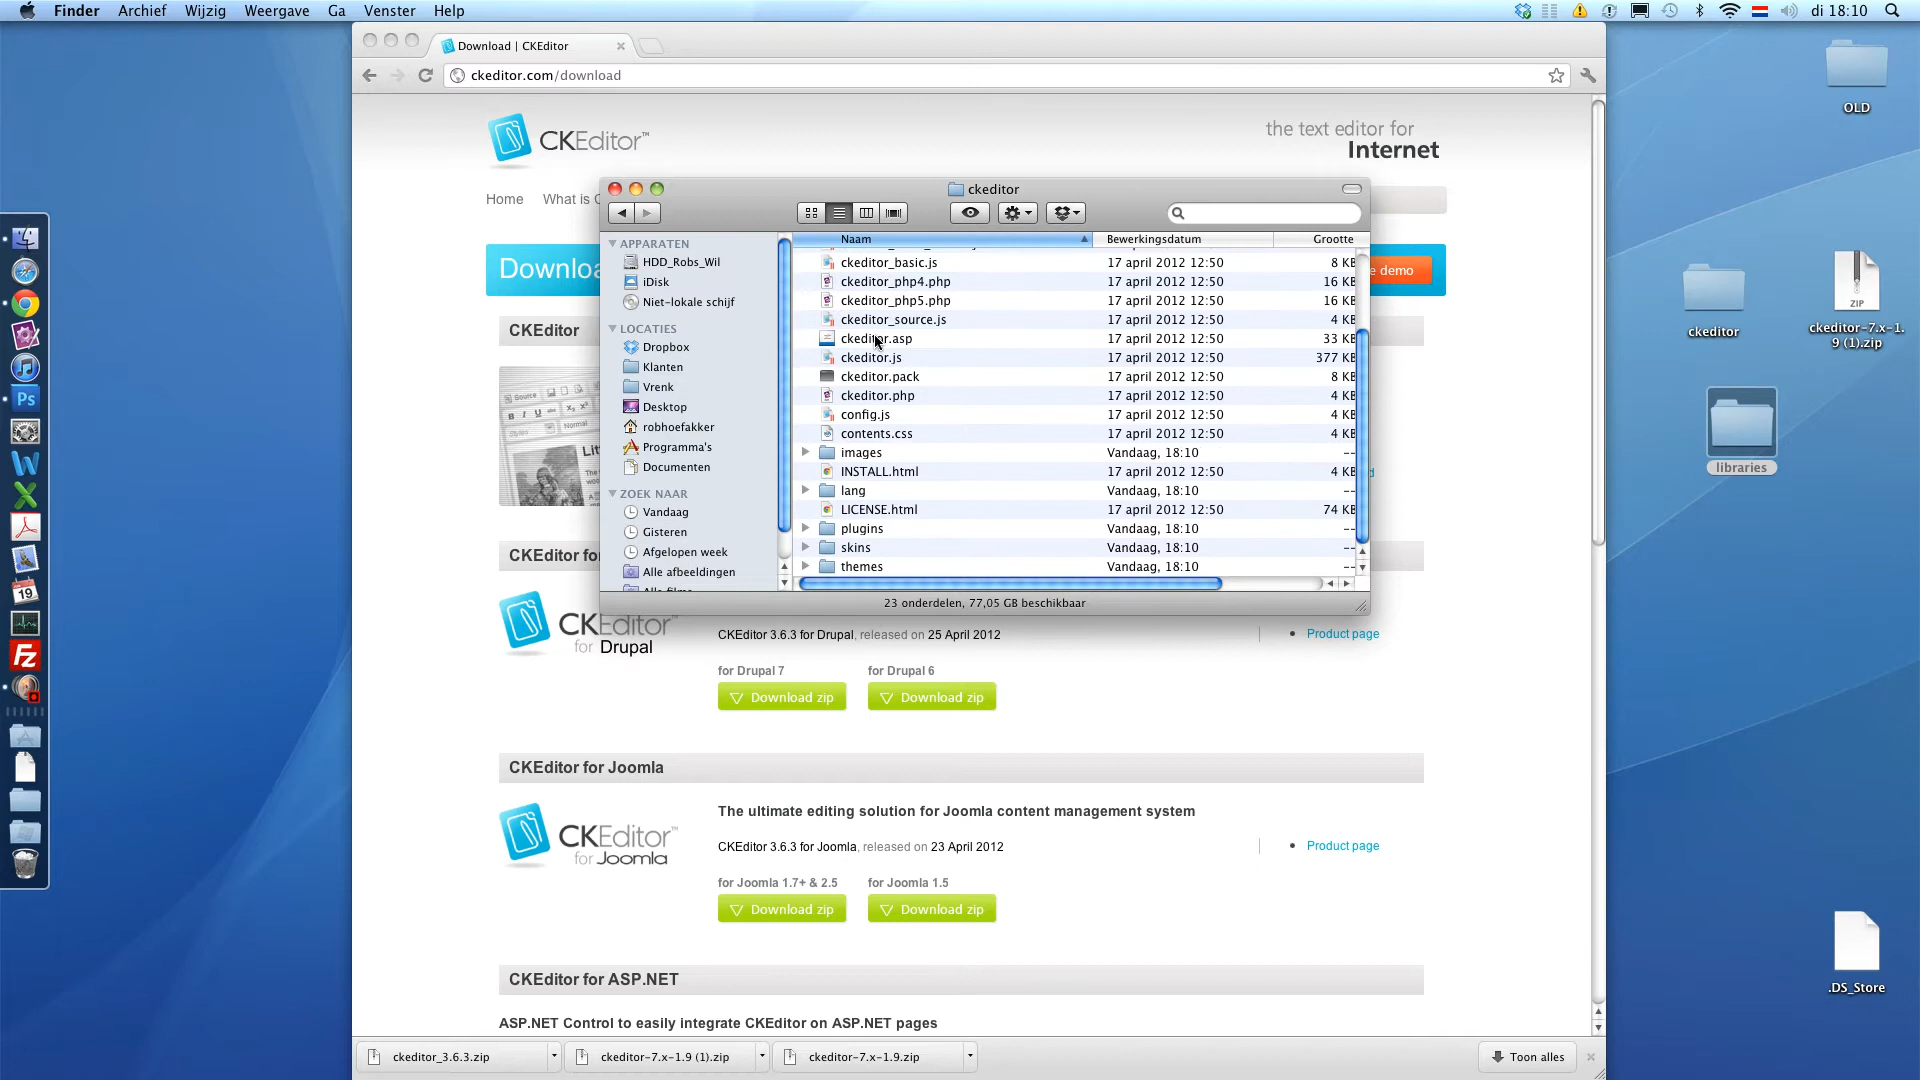 Finder Archief Wijzig Weergave Ga Venster Help
di 18:10
Download | CKEditor
ckeditor.com/download
CKEditor™
the text editor for
Internet
Home What is
ckeditor
Naam Bewerkingsdatum Grootte
APPARATEN
HDD_Robs_Wil
iDisk
Niet-lokale schijf
LOCATIES
Dropbox
Klanten
Vrenk
Desktop
robhoefakker
Programma's
Documenten
ZOEK NAAR
Vandaag
Gisteren
Afgelopen week
Alle afbeeldingen
ckeditor_basic.js 17 april 2012 12:50 8 KB
ckeditor_php4.php 17 april 2012 12:50 16 KB
ckeditor_php5.php 17 april 2012 12:50 16 KB
ckeditor_source.js 17 april 2012 12:50 4 KB
ckeditor.asp 17 april 2012 12:50 33 KB
ckeditor.js 17 april 2012 12:50 377 KB
ckeditor.pack 17 april 2012 12:50 8 KB
ckeditor.php 17 april 2012 12:50 4 KB
config.js 17 april 2012 12:50 4 KB
contents.css 17 april 2012 12:50 4 KB
images Vandaag, 18:10 --
INSTALL.html 17 april 2012 12:50 4 KB
lang Vandaag, 18:10 --
LICENSE.html 17 april 2012 12:50 74 KB
plugins Vandaag, 18:10 --
skins Vandaag, 18:10 --
themes Vandaag, 18:10 --
23 onderdelen, 77,05 GB beschikbaar
demo
CKEditor
CKEditor
CKEditor
for Drupal
CKEditor 3.6.3 for Drupal, released on 25 April 2012
Product page
for Drupal 7 for Drupal 6
Download zip Download zip
CKEditor for Joomla
CKEditor™
for Joomla
The ultimate editing solution for Joomla content management system
CKEditor 3.6.3 for Joomla, released on 23 April 2012
Product page
for Joomla 1.7+ & 2.5 for Joomla 1.5
Download zip Download zip
CKEditor for ASP.NET
ASP.NET Control to easily integrate CKEditor on ASP.NET pages
ckeditor_3.6.3.zip ckeditor-7.x-1.9 (1).zip ckeditor-7.x-1.9.zip Toon alles
OLD
ckeditor
ZIP
ckeditor-7.x-1.
9 (1).zip
libraries
.DS_Store
Ps
Fz
19